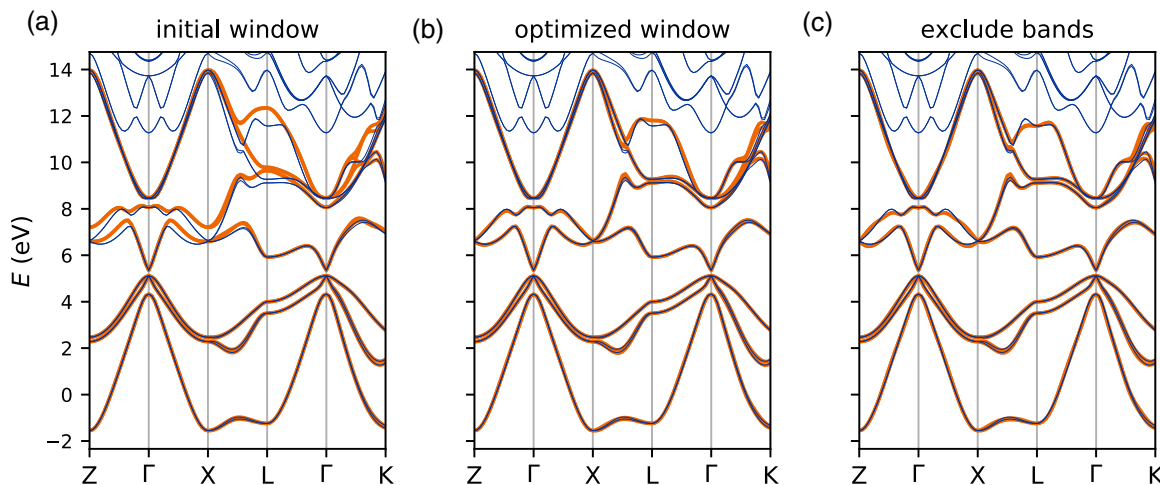 (a) initial window
(b) optimized window
(c) exclude bands
E (eV)
14
12
10
8
6
4
2
0
−2
Z Γ X L Γ K
Z Γ X L Γ K
Z Γ X L Γ K